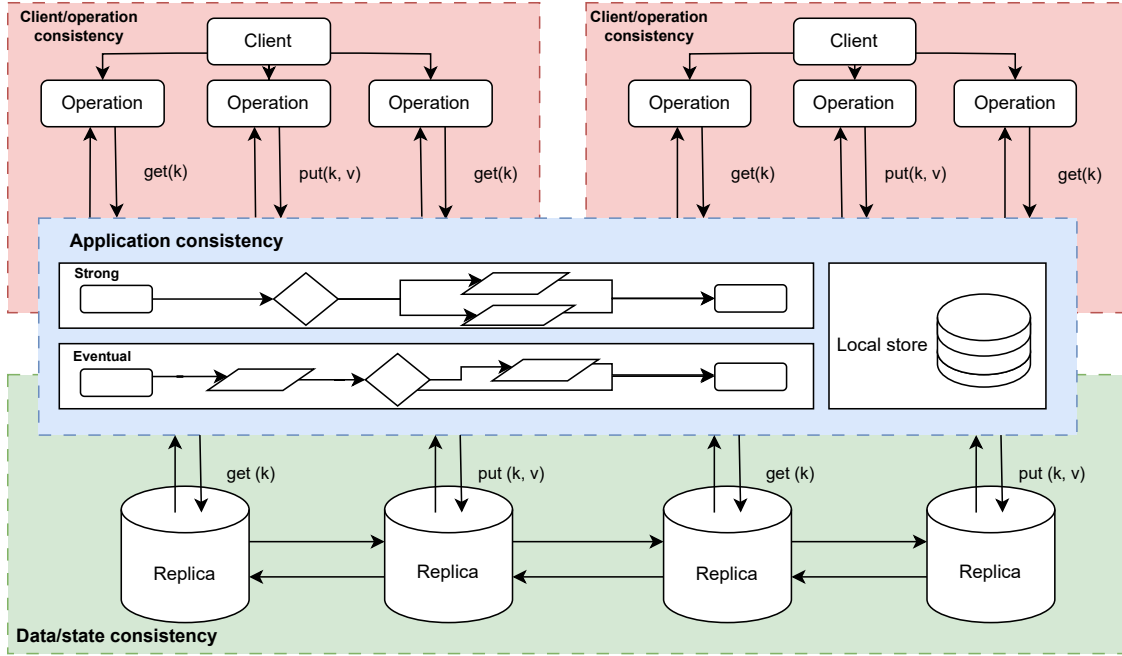 Client/operation
consistency
Client
Operation
Operation
Operation
get(k)
put(k, v)
get(k)
Client/operation
consistency
Client
Operation
Operation
Operation
get(k)
put(k, v)
get(k)
Application consistency
Strong
Eventual
Local store
get (k)
put (k, v)
get (k)
put (k, v)
Replica
Replica
Replica
Replica
Data/state consistency